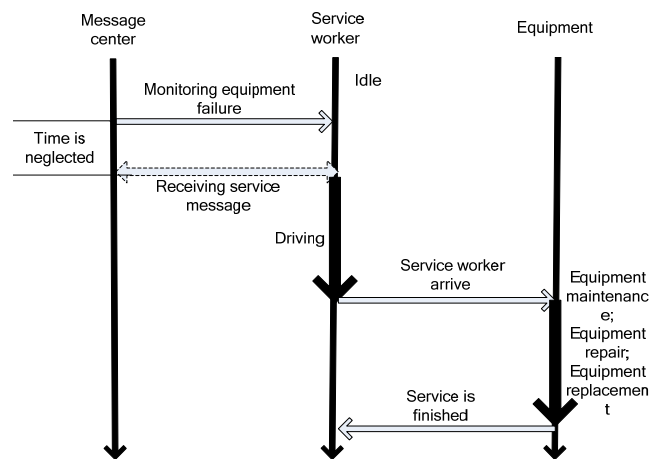 Message
center
Service
worker
Equipment
Idle
Monitoring equipment
failure
Time is
neglected
Receiving service
message
Driving
Service worker
arrive
Equipment
maintenanc
e;
Equipment
repair;
Equipment
replacemen
t
Service is
finished